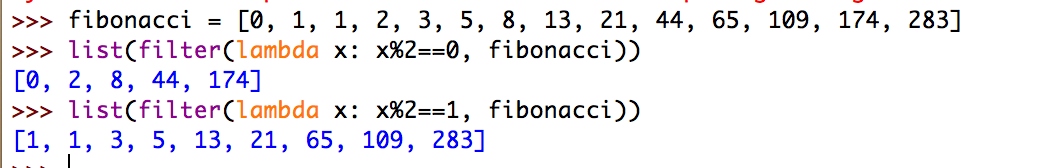 >>> fibonacci = [0, 1, 1, 2, 3, 5, 8, 13, 21, 44, 65, 109, 174, 283]
>>> list(filter(lambda x: x%2==0, fibonacci))
[0, 2, 8, 44, 174]
>>> list(filter(lambda x: x%2==1, fibonacci))
[1, 1, 3, 5, 13, 21, 65, 109, 283]
>>>